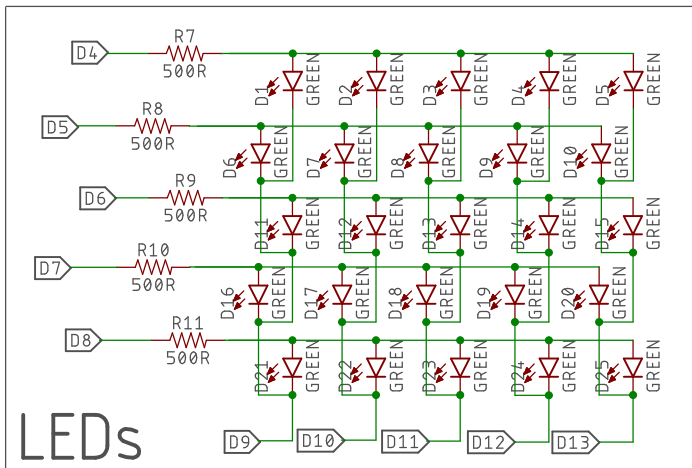 D4 R7 500R
D1 GREEN D2 GREEN D3 GREEN D4 GREEN D5 GREEN
D5 R8 500R
D6 GREEN D7 GREEN D8 GREEN D9 GREEN D10 GREEN
D6 R9 500R
D11 GREEN D12 GREEN D13 GREEN D14 GREEN D15 GREEN
D7 R10 500R
D16 GREEN D17 GREEN D18 GREEN D19 GREEN D20 GREEN
D8 R11 500R
D21 GREEN D22 GREEN D23 GREEN D24 GREEN D25 GREEN
D9 D10 D11 D12 D13
LEDs